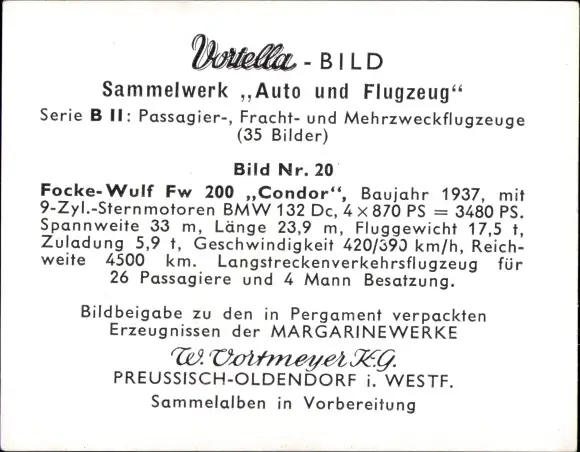 Vortella - BILD
Sammelwerk „Auto und Flugzeug“
Serie B II: Passagier-, Fracht- und Mehrzweckflugzeuge
(35 Bilder)
Bild Nr. 20
Focke-Wulf Fw 200 „Condor“, Baujahr 1937, mit
9-Zyl.-Sternmotoren BMW 132 Dc, 4 × 870 PS = 3480 PS.
Spannweite 33 m, Länge 23,9 m, Fluggewicht 17,5 t,
Zuladung 5,9 t, Geschwindigkeit 420/390 km/h, Reich-
weite 4500 km. Langstreckenverkehrsflugzeug für
26 Passagiere und 4 Mann Besatzung.
Bildbeigabe zu den in Pergament verpackten
Erzeugnissen der MARGARINEWERKE
W. Vortmeyer K.G.
PREUSSISCH-OLDENDORF i. WESTF.
Sammelalben in Vorbereitung